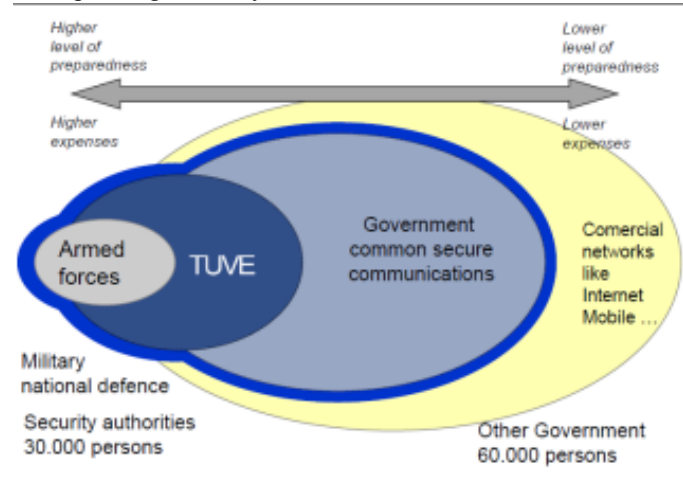 Higher
level of
preparedness
Lower
level of
preparedness
Higher
expenses
Lower
expenses
Armed
forces
TUVE
Government
common secure
communications
Comercial
networks
like
Internet
Mobile ...
Military
national defence
Security authorities
30.000 persons
Other Government
60.000 persons